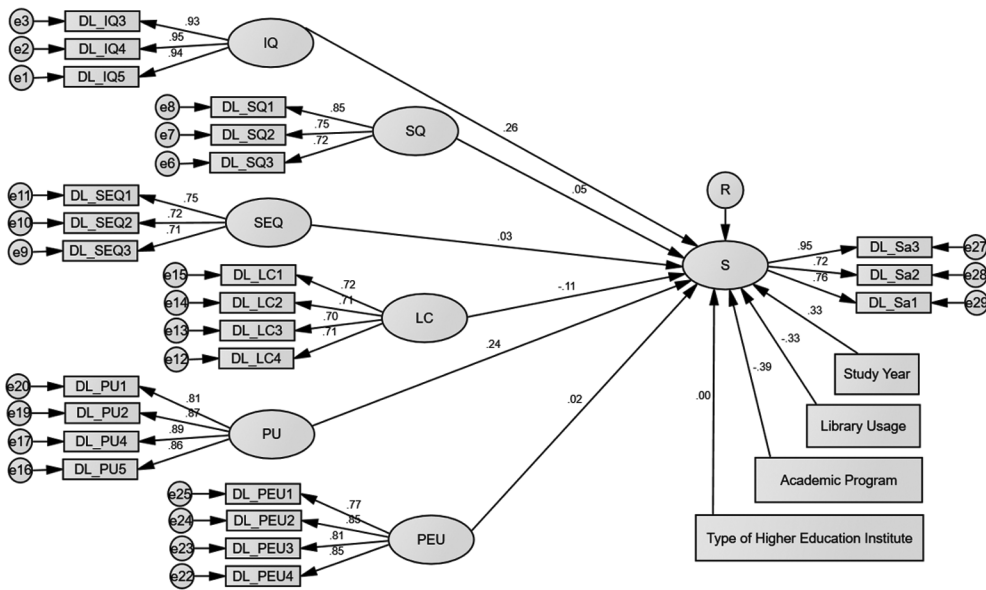 e3
DL_IQ3
.93
e2
DL_IQ4
.95
e1
DL_IQ5
.94
IQ
.26
e8
DL_SQ1
.85
e7
DL_SQ2
.75
e6
DL_SQ3
.72
SQ
.05
e11
DL_SEQ1
.75
e10
DL_SEQ2
.72
e9
DL_SEQ3
.71
SEQ
.03
e15
DL_LC1
.72
e14
DL_LC2
.71
e13
DL_LC3
.70
e12
DL_LC4
.71
LC
-.11
e20
DL_PU1
.81
e19
DL_PU2
.87
e17
DL_PU4
.89
e16
DL_PU5
.86
PU
.24
e25
DL_PEU1
.77
e24
DL_PEU2
.85
e23
DL_PEU3
.81
e22
DL_PEU4
.85
PEU
.02
R
S
.95
DL_Sa3
e27
.72
DL_Sa2
e28
.76
DL_Sa1
e29
.33
Study Year
-.33
Library Usage
-.39
Academic Program
.00
Type of Higher Education Institute